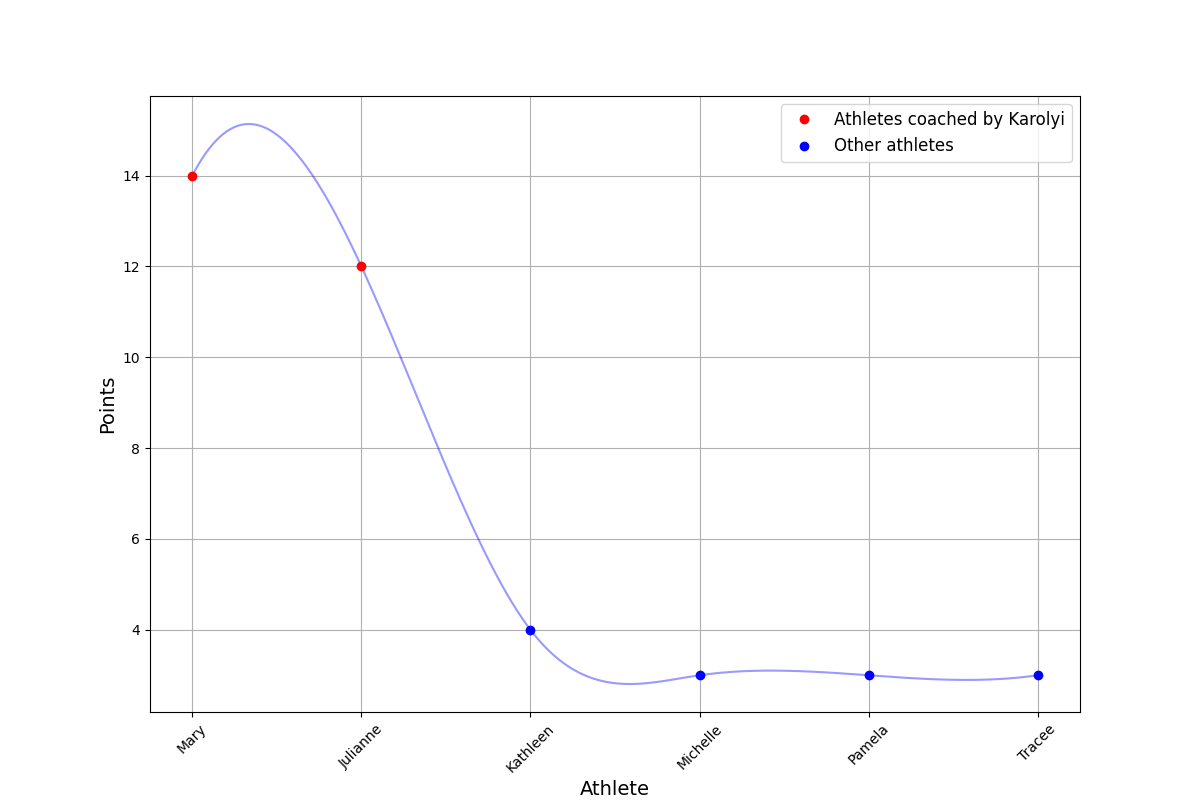 Athletes coached by Karolyi
Other athletes
14
12
10
8
6
4
Points
Mary
Julianne
Kathleen
Michelle
Pamela
Tracee
Athlete